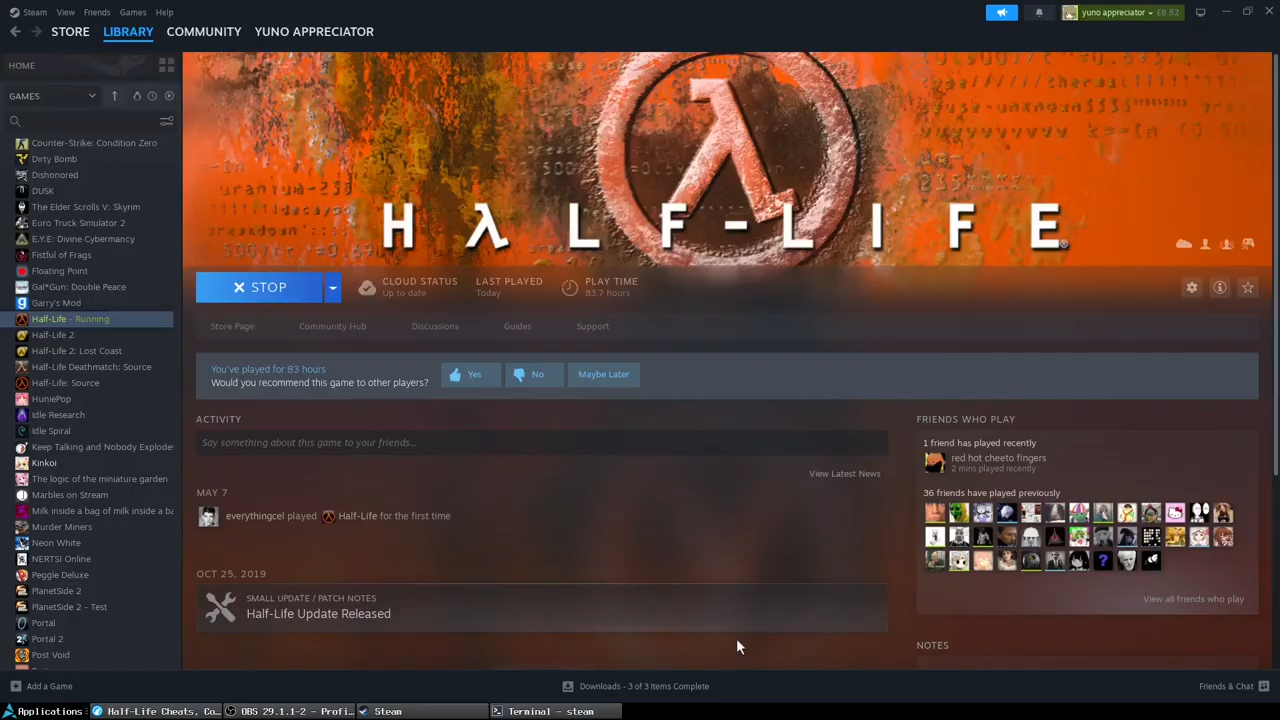 Steam View Friends Games Help
yuno appreciator £8.82
STORE LIBRARY COMMUNITY YUNO APPRECIATOR
HOME
GAMES
Counter-Strike: Condition Zero
Dirty Bomb
Dishonored
DUSK
The Elder Scrolls V: Skyrim
Euro Truck Simulator 2
E.Y.E: Divine Cybermancy
Fistful of Frags
Floating Point
Gal*Gun: Double Peace
Garry's Mod
Half-Life - Running
Half-Life 2
Half-Life 2: Lost Coast
Half-Life Deathmatch: Source
Half-Life: Source
HuniePop
Idle Research
Idle Spiral
Keep Talking and Nobody Explodes
Kinkoi
The logic of the miniature garden
Marbles on Stream
Milk inside a bag of milk inside a ba
Murder Miners
Neon White
NERTS! Online
Peggle Deluxe
PlanetSide 2
PlanetSide 2 - Test
Portal
Portal 2
Post Void
Add a Game
HλLF-LIFE
STOP
CLOUD STATUS
Up to date
LAST PLAYED
Today
PLAY TIME
83.7 hours
Store Page Community Hub Discussions Guides Support
You've played for 83 hours
Would you recommend this game to other players?
Yes No Maybe Later
ACTIVITY
Say something about this game to your friends...
View Latest News
MAY 7
everythingcel played Half-Life for the first time
OCT 25, 2019
SMALL UPDATE / PATCH NOTES
Half-Life Update Released
FRIENDS WHO PLAY
1 friend has played recently
red hot cheeto fingers
2 mins played recently
36 friends have played previously
View all friends who play
NOTES
Downloads - 3 of 3 Items Complete
Friends & Chat
Applications Half-Life Cheats, Co... OBS 29.1.1-2 - Profi... Steam Terminal - steam